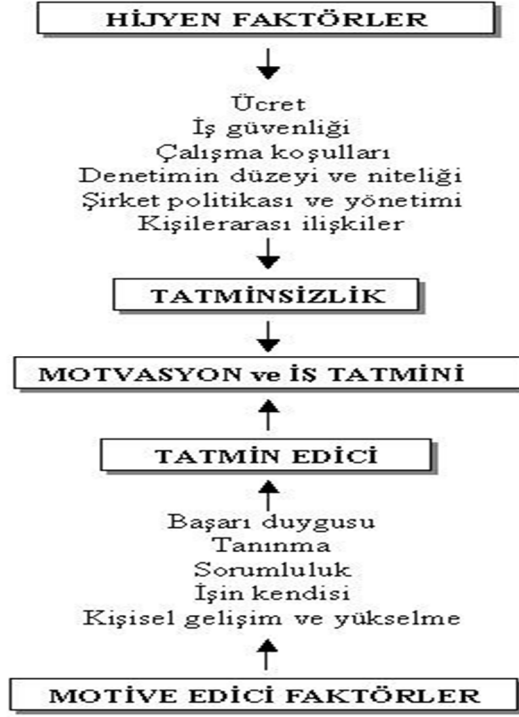 HİJYEN FAKTÖRLER
Ücret
İş güvenliği
Çalışma koşulları
Denetimin düzeyi ve niteliği
Şirket politikası ve yönetimi
Kişilerarası ilişkiler
TATMİNSİZLİK
MOTVASYON ve İŞ TATMİNİ
TATMİN EDİCİ
Başarı duygusu
Tanınma
Sorumluluk
İşin kendisi
Kişisel gelişim ve yükselme
MOTİVE EDİCİ FAKTÖRLER